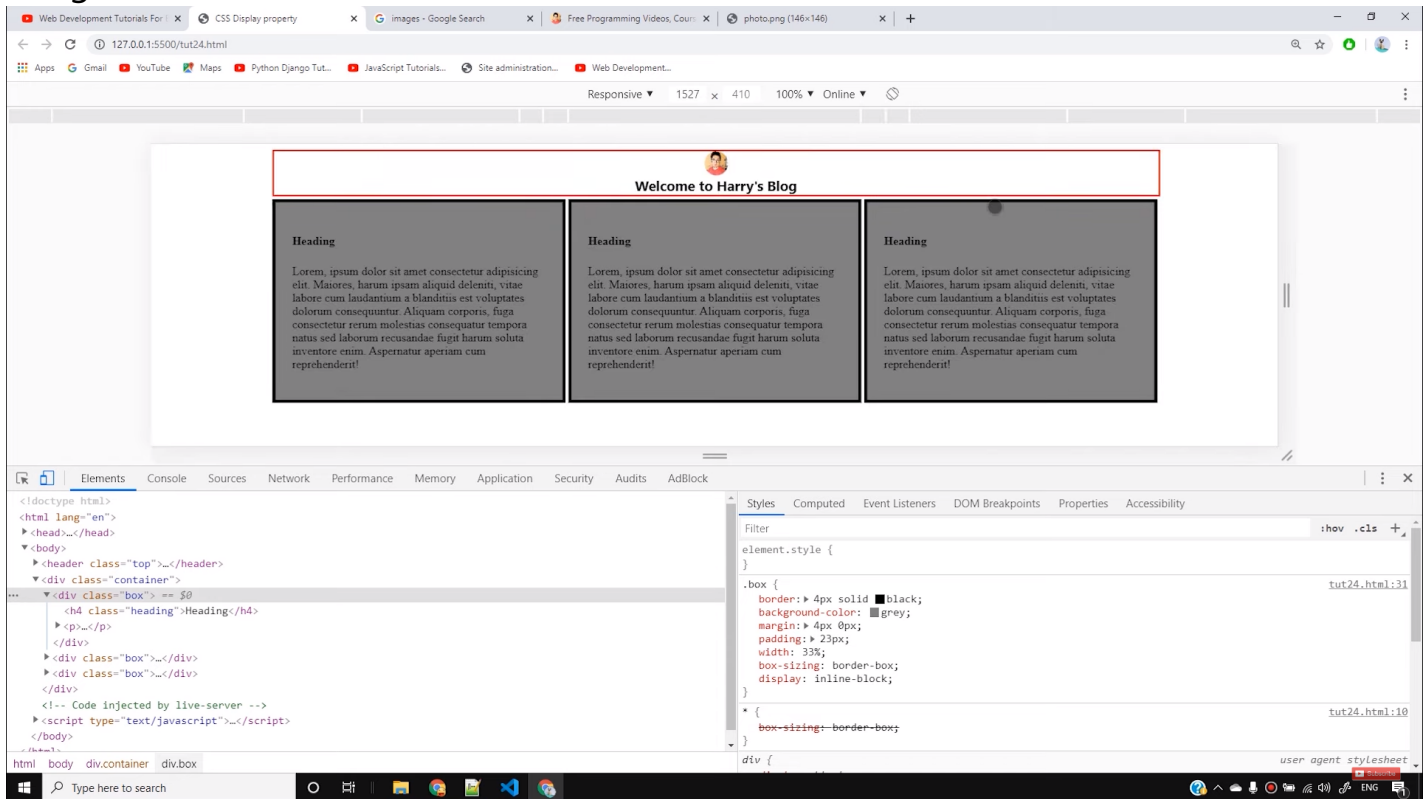 Web Development Tutorials For
CSS Display property
images - Google Search
Free Programming Videos, Cours
photo.png (146×146)
127.0.0.1:5500/tut24.html
Apps
Gmail
YouTube
Maps
Python Django Tut...
JavaScript Tutorials...
Site administration...
Web Development...
Responsive ▼ 1527 × 410 100% ▼ Online ▼
Welcome to Harry's Blog
Heading
Lorem, ipsum dolor sit amet consectetur adipisicing
elit. Maiores, harum ipsam aliquid deleniti, vitae
labore cum laudantium a blanditiis est voluptates
dolorum consequuntur. Aliquam corporis, fuga
consectetur rerum molestias consequatur tempora
natus sed laborum recusandae fugit harum soluta
inventore enim. Aspernatur aperiam cum
reprehenderit!
Heading
Lorem, ipsum dolor sit amet consectetur adipisicing
elit. Maiores, harum ipsam aliquid deleniti, vitae
labore cum laudantium a blanditiis est voluptates
dolorum consequuntur. Aliquam corporis, fuga
consectetur rerum molestias consequatur tempora
natus sed laborum recusandae fugit harum soluta
inventore enim. Aspernatur aperiam cum
reprehenderit!
Heading
Lorem, ipsum dolor sit amet consectetur adipisicing
elit. Maiores, harum ipsam aliquid deleniti, vitae
labore cum laudantium a blanditiis est voluptates
dolorum consequuntur. Aliquam corporis, fuga
consectetur rerum molestias consequatur tempora
natus sed laborum recusandae fugit harum soluta
inventore enim. Aspernatur aperiam cum
reprehenderit!
Elements Console Sources Network Performance Memory Application Security Audits AdBlock
<!doctype html>
<html lang="en">
<head>…</head>
<body>
<header class="top">…</header>
<div class="container">
<div class="box"> == $0
<h4 class="heading">Heading</h4>
<p>…</p>
</div>
<div class="box">…</div>
<div class="box">…</div>
</div>
<!-- Code injected by live-server -->
<script type="text/javascript">…</script>
</body>
</html>
html body div.container div.box
Styles Computed Event Listeners DOM Breakpoints Properties Accessibility
Filter :hov .cls +
element.style {
}
.box { tut24.html:31
border: 4px solid black;
background-color: grey;
margin: 4px 0px;
padding: 23px;
width: 33%;
box-sizing: border-box;
display: inline-block;
}
* { tut24.html:10
box-sizing: border-box;
}
div { user agent stylesheet
Subscribe
Type here to search
ENG